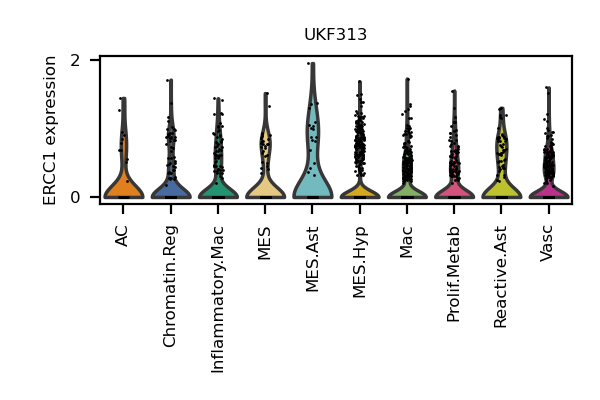 UKF313
ERCC1 expression
2
0
AC
Chromatin.Reg
Inflammatory.Mac
MES
MES.Ast
MES.Hyp
Mac
Prolif.Metab
Reactive.Ast
Vasc